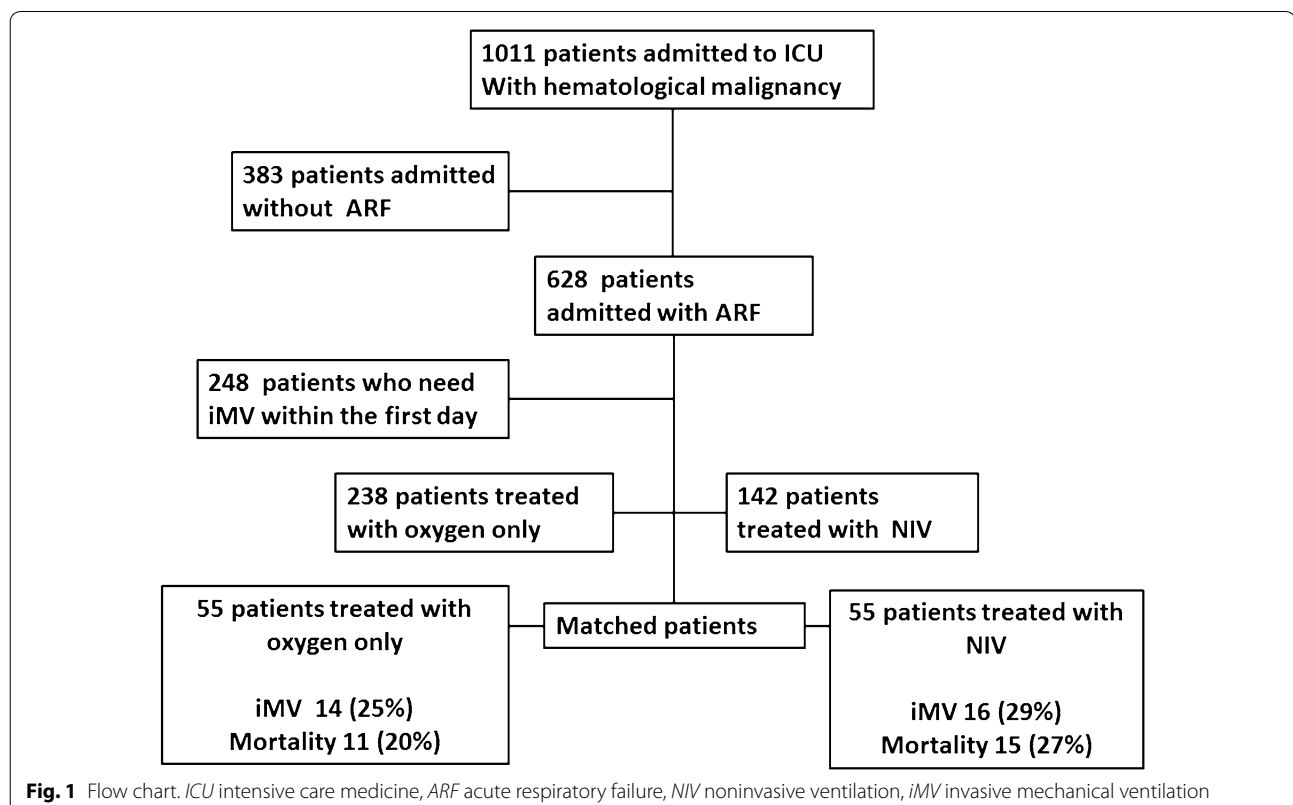 1011 patients admitted to ICU
With hematological malignancy
383 patients admitted
without ARF
628 patients
admitted with ARF
248 patients who need
iMV within the first day
238 patients treated
with oxygen only
142 patients
treated with NIV
55 patients treated with
oxygen only
iMV 14 (25%)
Mortality 11 (20%)
Matched patients
55 patients treated with
NIV
iMV 16 (29%)
Mortality 15 (27%)
Fig. 1 Flow chart. ICU intensive care medicine, ARF acute respiratory failure, NIV noninvasive ventilation, iMV invasive mechanical ventilation